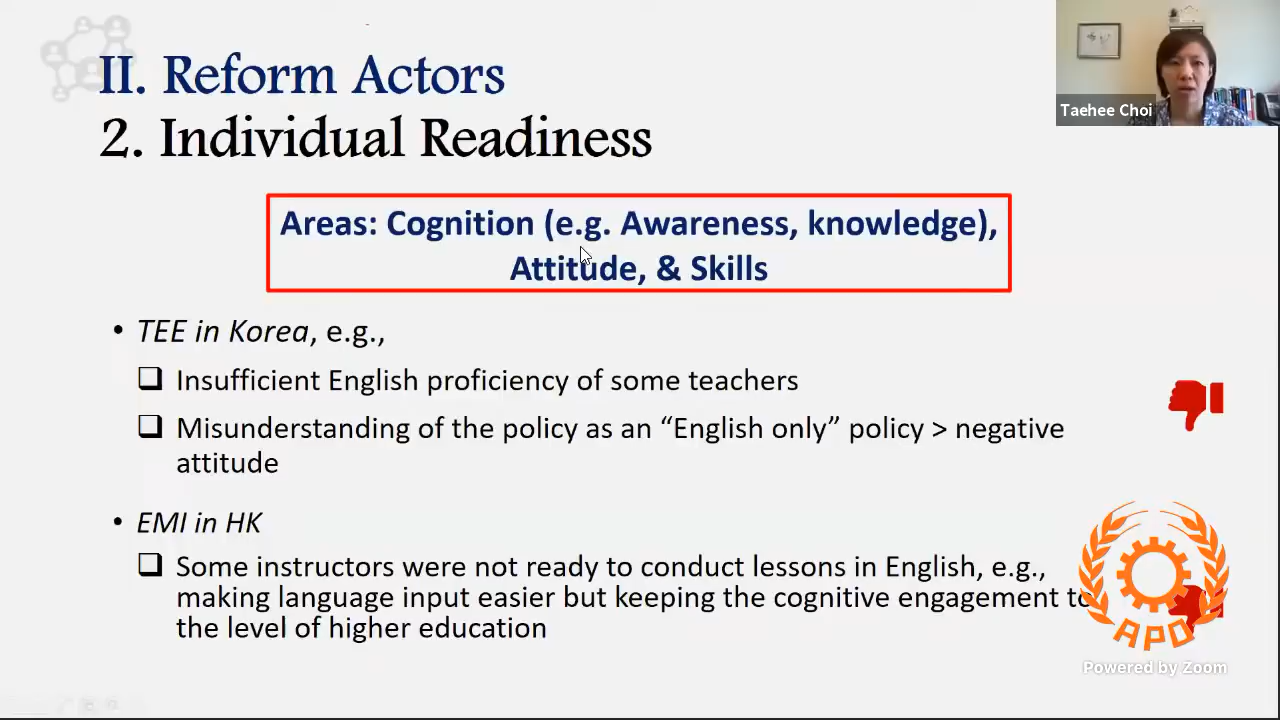 II. Reform Actors
2. Individual Readiness
Taehee Choi
Areas: Cognition (e.g. Awareness, knowledge),
Attitude, & Skills
• TEE in Korea, e.g.,
Insufficient English proficiency of some teachers
Misunderstanding of the policy as an “English only” policy > negative
attitude
• EMI in HK
Some instructors were not ready to conduct lessons in English, e.g.,
making language input easier but keeping the cognitive engagement to
the level of higher education
APO
Powered by Zoom